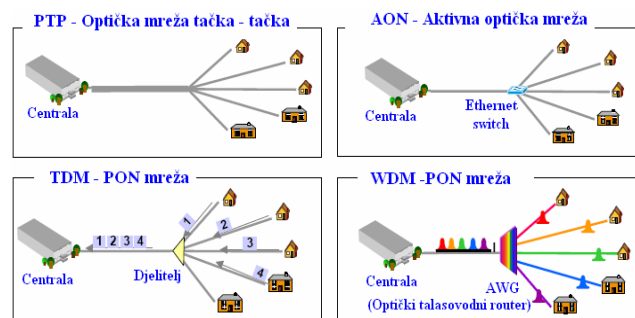 PTP - Optička mreža tačka - tačka
Centrala
AON - Aktivna optička mreža
Centrala
Ethernet
switch
TDM - PON mreža
1 2 3 4
1
2
3
4
Centrala
Djelitelj
WDM -PON mreža
Centrala
AWG
(Optički talasovodni router)